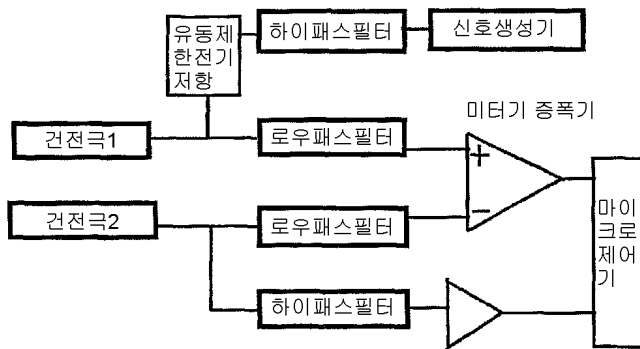 유동제
한전기
저항
하이패스필터
신호생성기
미터기 증폭기
건전극1
로우패스필터
+
건전극2
로우패스필터
−
마이
크로
제어
기
하이패스필터